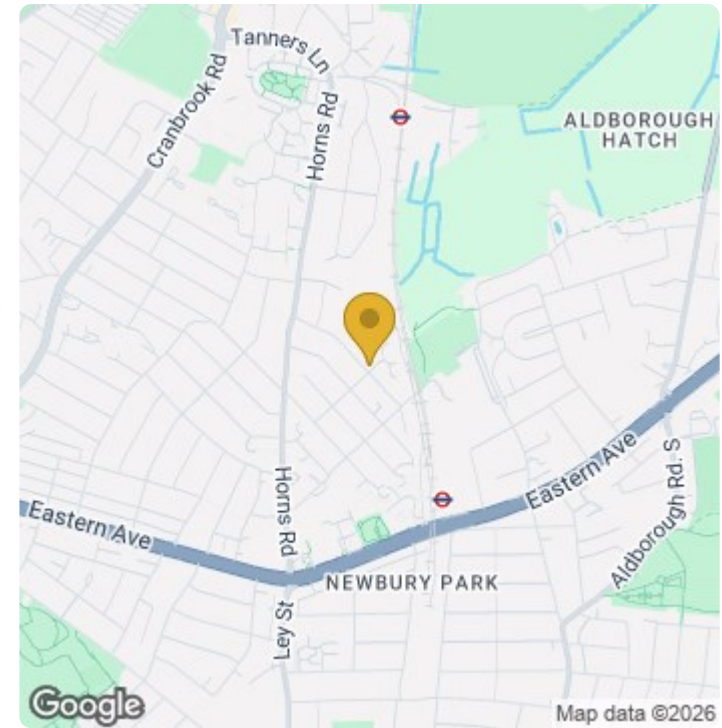 Tanners Ln
Cranbrook Rd
Horns Rd
ALDBOROUGH
HATCH
Eastern Ave
Aldborough Rd. S
Horns Rd
Eastern Ave
NEWBURY PARK
Ley St
Google
Map data ©2026